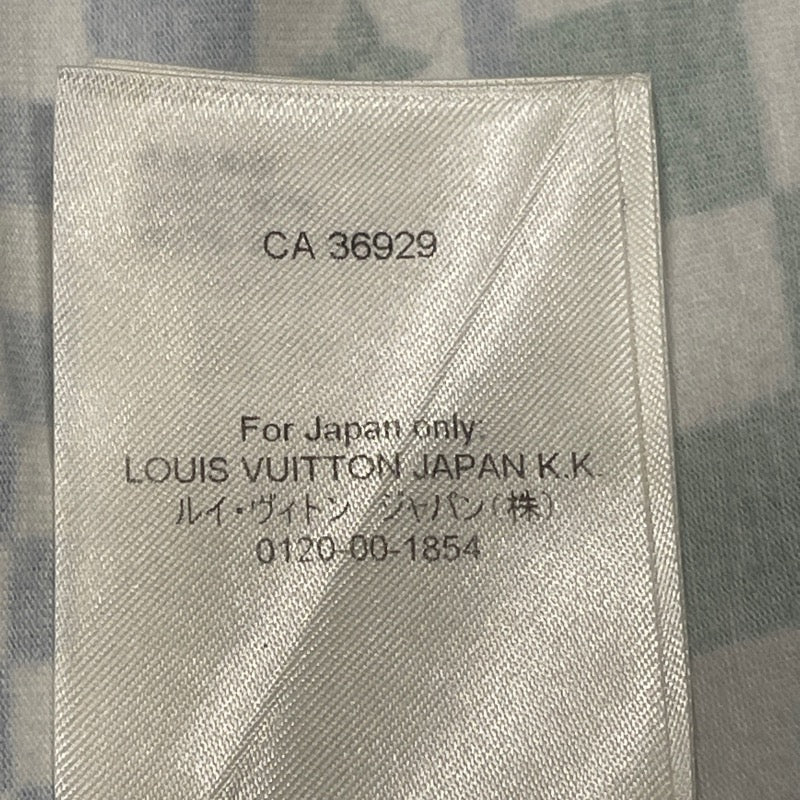 CA 36929
For Japan only:
LOUIS VUITTON JAPAN K.K.
ルイ・ヴィトン ジャパン(株)
0120-00-1854